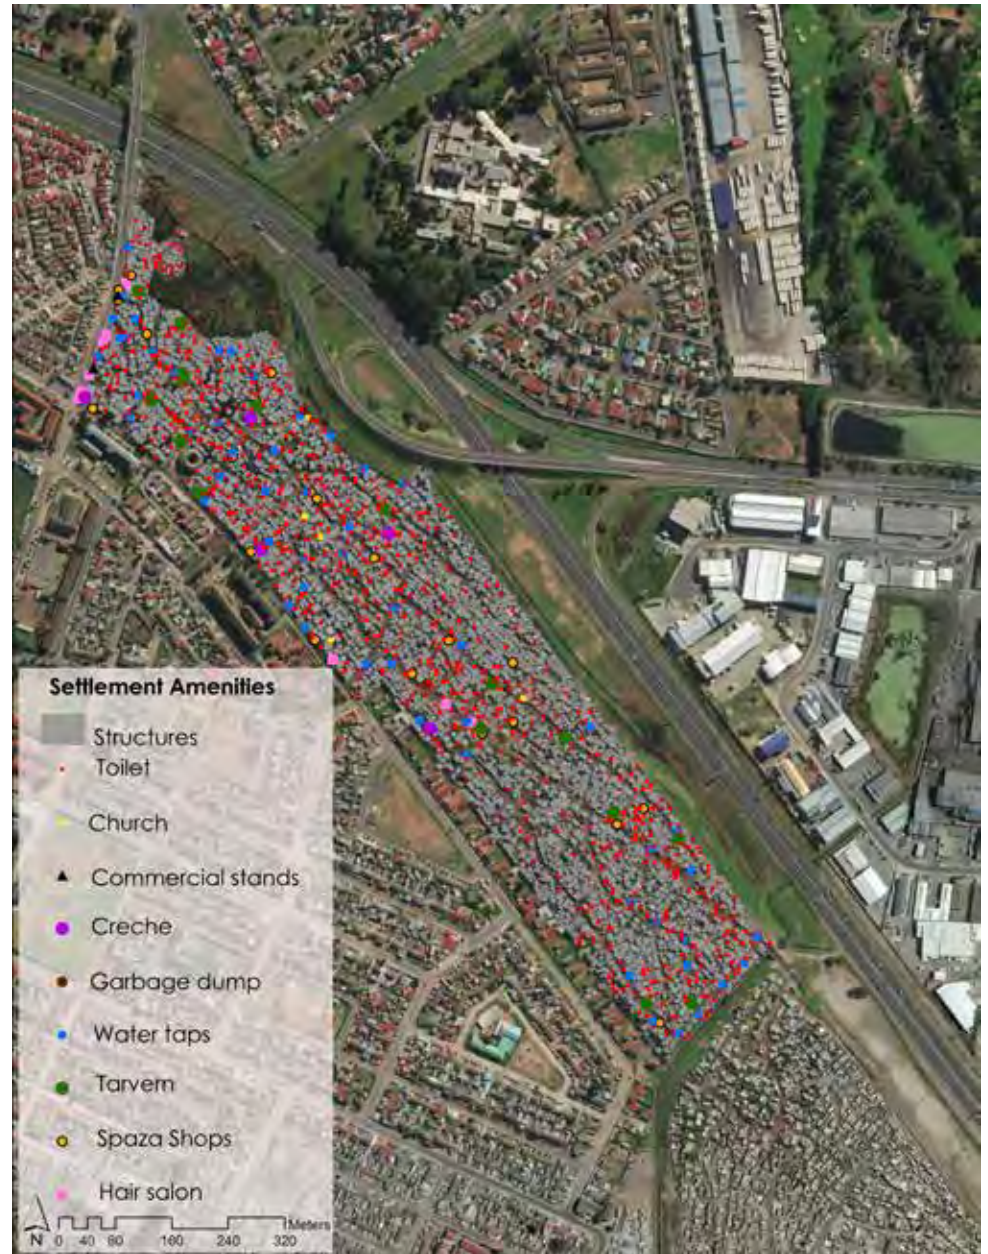 Settlement Amenities
Structures
Toilet
Church
Commercial stands
Creche
Garbage dump
Water taps
Tarvern
Spaza Shops
Hair salon
Meters
N 0 40 80 160 240 320